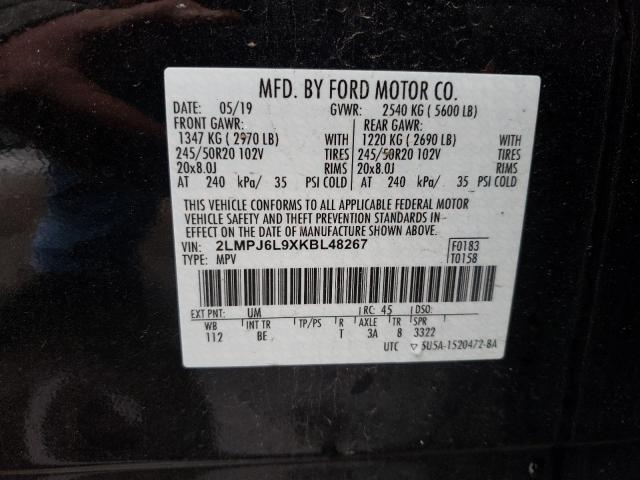 MFD. BY FORD MOTOR CO.
DATE: 05/19 GVWR: 2540 KG ( 5600 LB)
FRONT GAWR: REAR GAWR:
1347 KG ( 2970 LB) WITH 1220 KG ( 2690 LB) WITH
245/50R20 102V TIRES 245/50R20 102V TIRES
20x8.0J RIMS 20x8.0J RIMS
AT 240 kPa/ 35 PSI COLD AT 240 kPa/ 35 PSI COLD
THIS VEHICLE CONFORMS TO ALL APPLICABLE FEDERAL MOTOR
VEHICLE SAFETY AND THEFT PREVENTION STANDARDS IN
EFFECT ON THE DATE OF MANUFACTURE SHOWN ABOVE.
VIN: 2LMPJ6L9XKBL48267 F0183
TYPE: MPV T0158
EXT PNT: UM RC: 45 DSO:
WB INT TR TP/PS R AXLE TR SPR
112 BE T 3A 8 3322
UTC ▽5U5A-1520472-BA